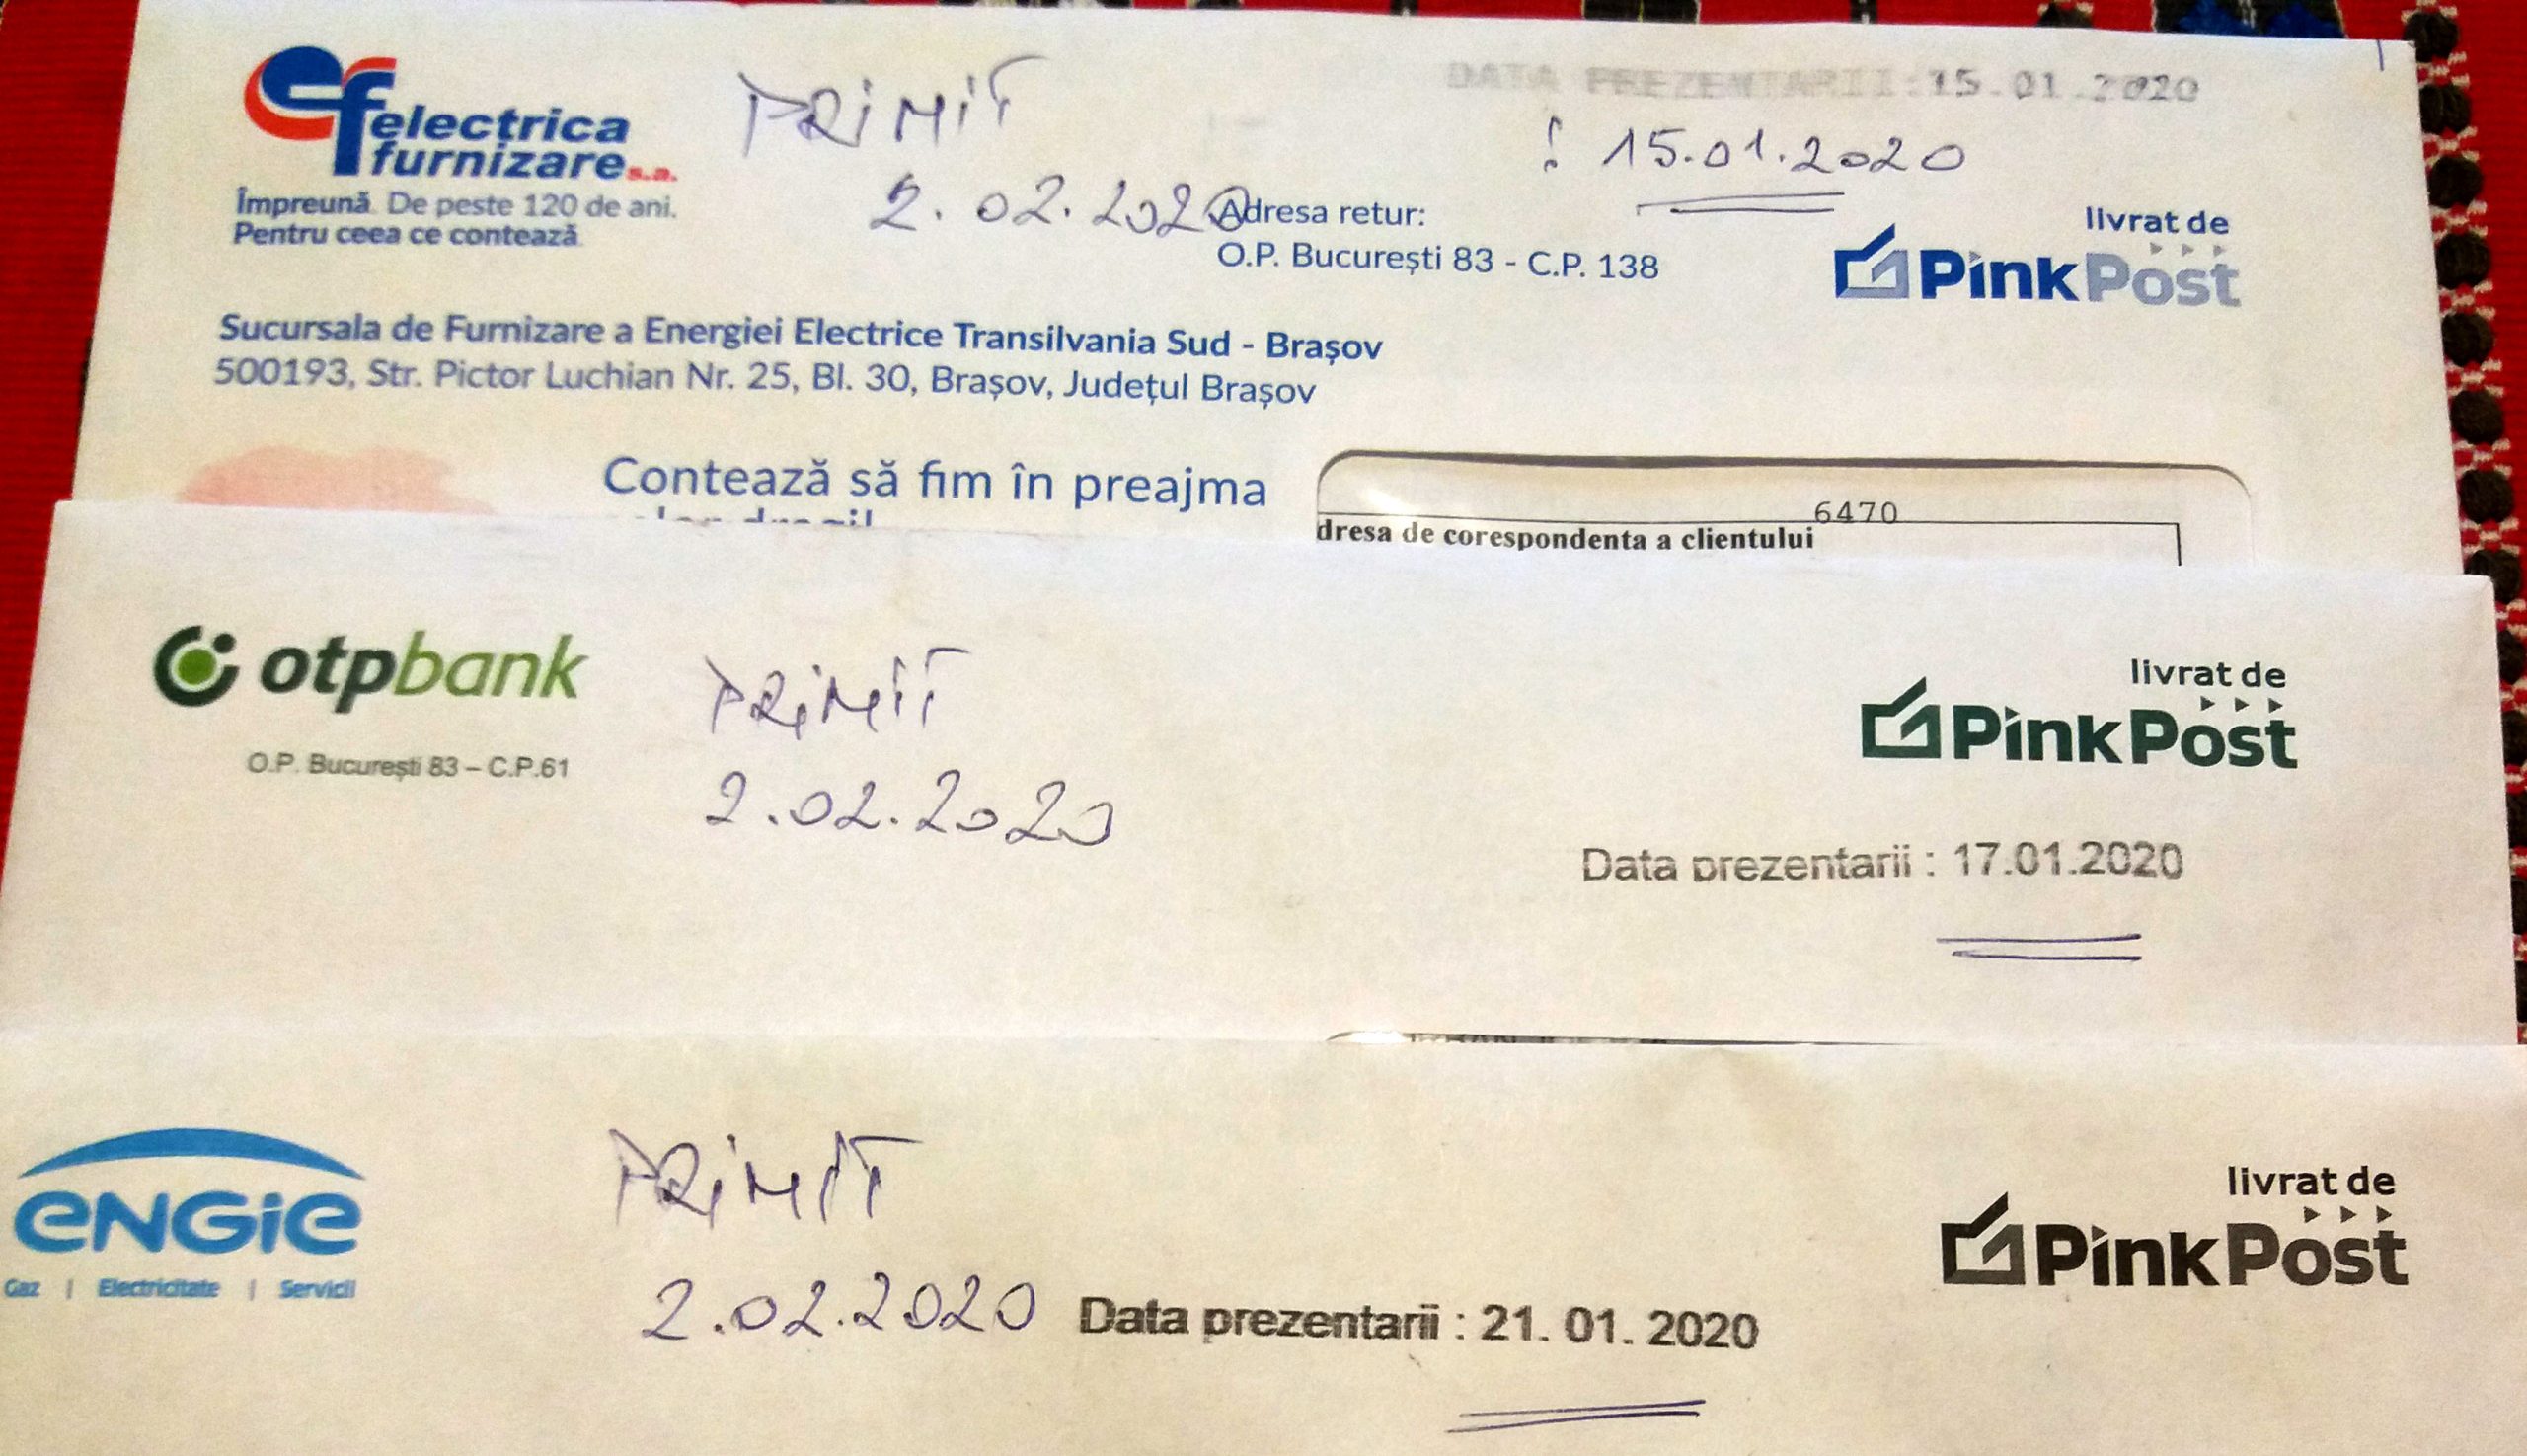 electrica
furnizare s.a.
Împreună. De peste 120 de ani.
Pentru ceea ce contează.
PRIMIT
2.02.2020
DATA PREZENTARII:15.01.2020
! 15.01.2020
Adresa retur:
O.P. București 83 - C.P. 138
livrat de
PinkPost
Sucursala de Furnizare a Energiei Electrice Transilvania Sud - Brașov
500193, Str. Pictor Luchian Nr. 25, Bl. 30, Brașov, Județul Brașov
Contează să fim în preajma
6470
dresa de corespondenta a clientului
otpbank
O.P. București 83 – C.P.61
PRIMIT
2.02.2020
livrat de
PinkPost
Data prezentarii : 17.01.2020
ENGIE
Gaz | Electricitate | Servicii
PRIMIT
2.02.2020
Data prezentarii : 21. 01. 2020
livrat de
PinkPost